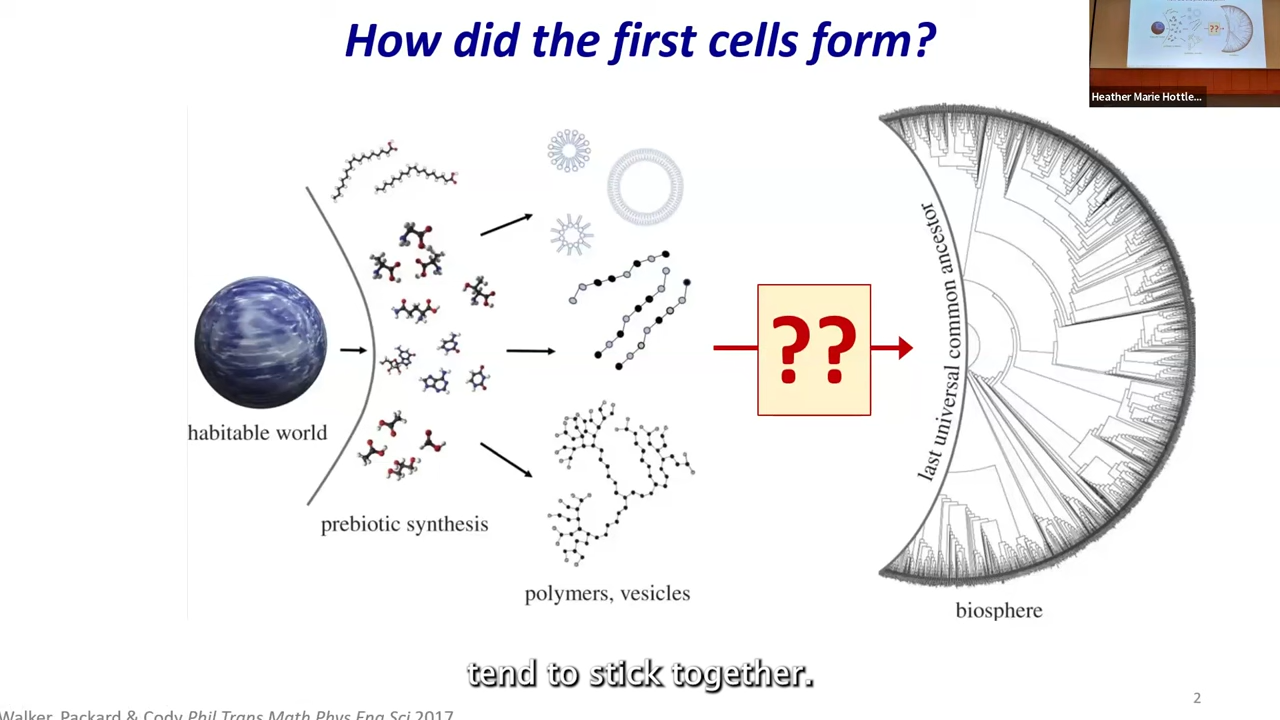 How did the first cells form?
Heather Marie Hottle...
habitable world
prebiotic synthesis
polymers, vesicles
??
last universal common ancestor
biosphere
tend to stick together.
2
Walker, Packard & Cody Phil Trans Math Phys Eng Sci 2017